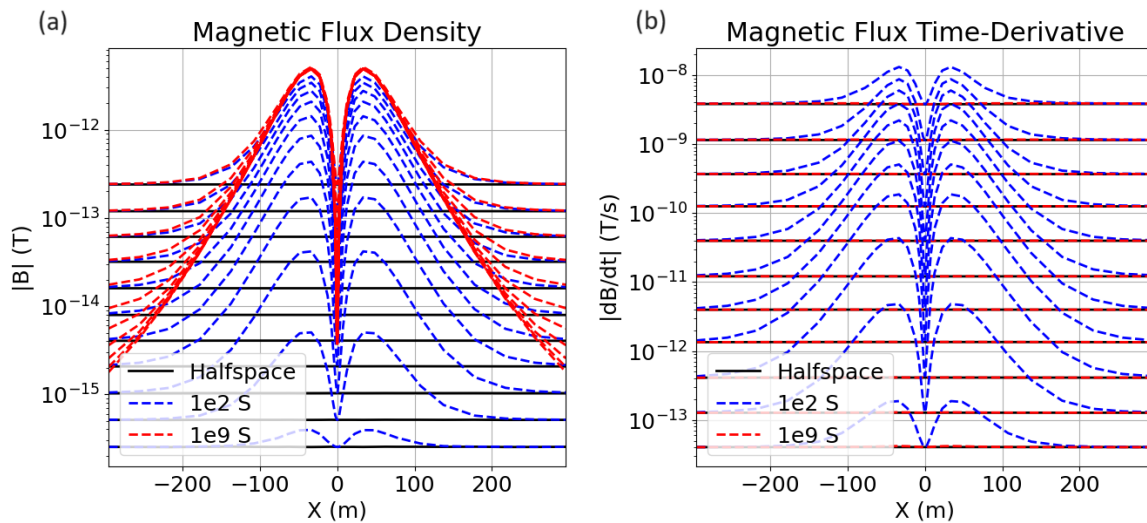 (a)
Magnetic Flux Density
|B| (T)
10⁻¹²
10⁻¹³
10⁻¹⁴
10⁻¹⁵
Halfspace
1e2 S
1e9 S
−200 −100 0 100 200
X (m)
(b)
Magnetic Flux Time-Derivative
|dB/dt| (T/s)
10⁻⁸
10⁻⁹
10⁻¹⁰
10⁻¹¹
10⁻¹²
10⁻¹³
Halfspace
1e2 S
1e9 S
−200 −100 0 100 200
X (m)